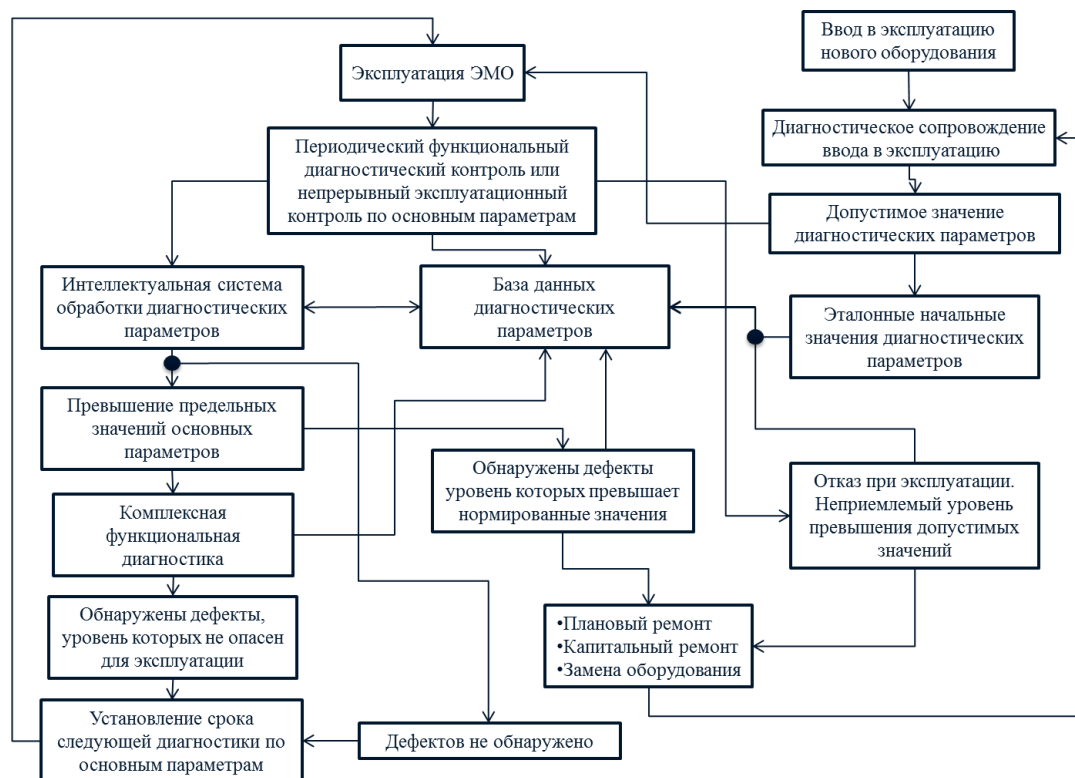 Ввод в эксплуатацию
нового оборудования
Эксплуатация ЭМО
Диагностическое сопровождение
ввода в эксплуатацию
Периодический функциональный
диагностический контроль или
непрерывный эксплуатационный
контроль по основным параметрам
Допустимое значение
диагностических параметров
Интеллектуальная система
обработки диагностических
параметров
База данных
диагностических
параметров
Эталонные начальные
значения диагностических
параметров
Превышение предельных
значений основных
параметров
Обнаружены дефекты
уровень которых превышает
нормированные значения
Отказ при эксплуатации.
Неприемлемый уровень
превышения допустимых
значений
Комплексная
функциональная
диагностика
Обнаружены дефекты,
уровень которых не опасен
для эксплуатации
•Плановый ремонт
•Капитальный ремонт
•Замена оборудования
Установление срока
следующей диагностики по
основным параметрам
Дефектов не обнаружено